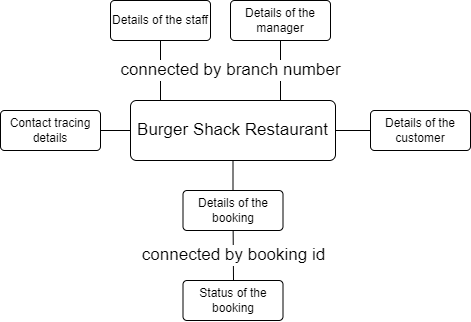 Details of the staff
Details of the
manager
connected by branch number
Contact tracing
details
Burger Shack Restaurant
Details of the
customer
Details of the
booking
connected by booking id
Status of the
booking